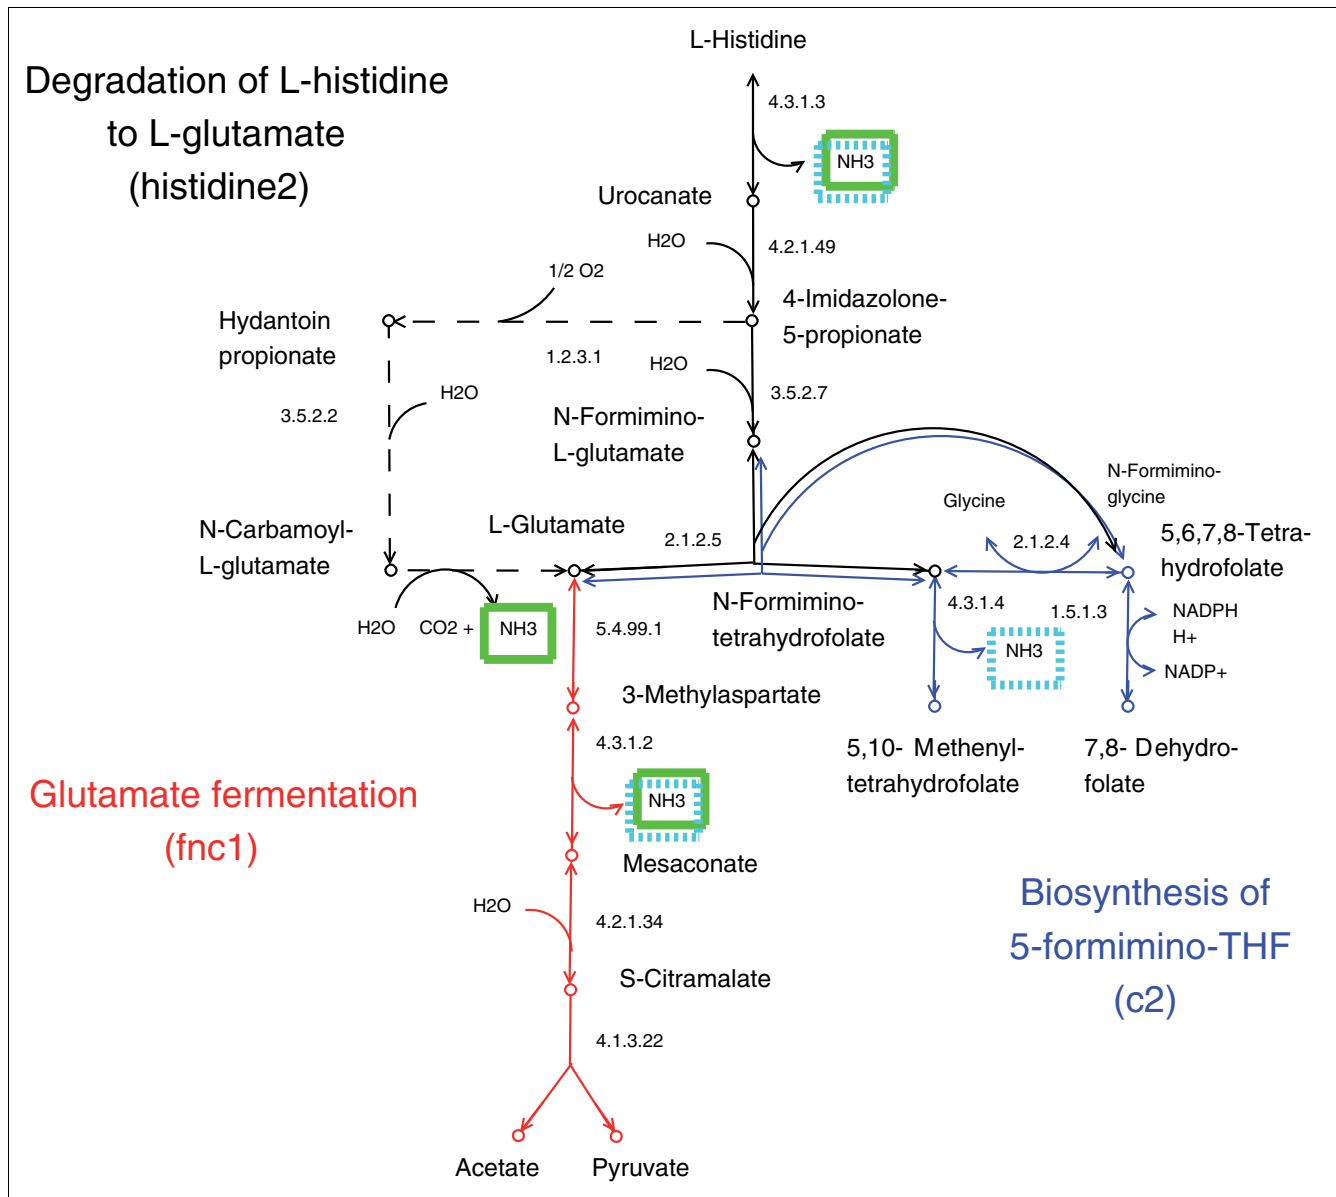 L-Histidine
Degradation of L-histidine
to L-glutamate
(histidine2)
4.3.1.3
NH3
Urocanate
H2O
4.2.1.49
1/2 O2
4-Imidazolone-
5-propionate
Hydantoin
propionate
1.2.3.1
H2O
3.5.2.7
3.5.2.2
H2O
N-Formimino-
L-glutamate
N-Formimino-
glycine
Glycine
N-Carbamoyl-
L-glutamate
L-Glutamate
2.1.2.5
2.1.2.4
5,6,7,8-Tetra-
hydrofolate
H2O
CO2 +
NH3
5.4.99.1
N-Formimino-
tetrahydrofolate
4.3.1.4
NH3
1.5.1.3
NADPH
H+
NADP+
3-Methylaspartate
4.3.1.2
5,10- Methenyl-
tetrahydrofolate
7,8- Dehydro-
folate
Glutamate fermentation
(fnc1)
NH3
Mesaconate
H2O
4.2.1.34
Biosynthesis of
5-formimino-THF
(c2)
S-Citramalate
4.1.3.22
Acetate
Pyruvate